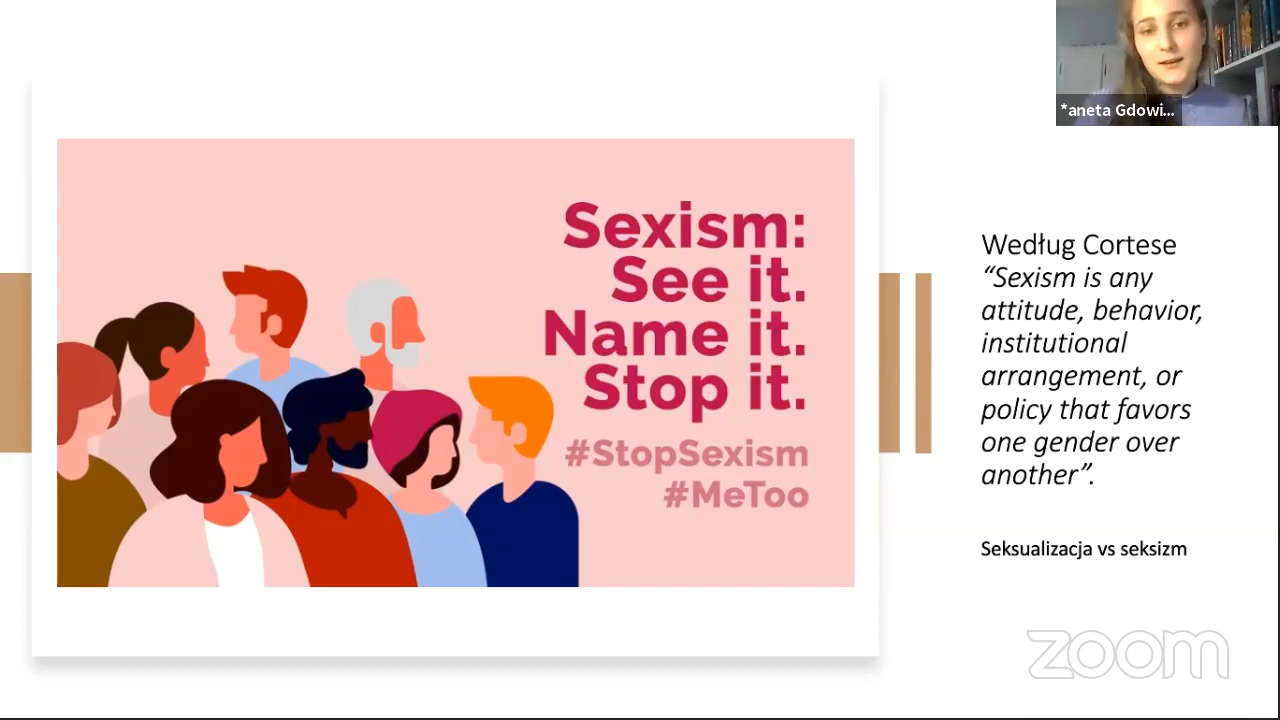 *aneta Gdowi...
Sexism:
See it.
Name it.
Stop it.
#StopSexism
#MeToo
Według Cortese
“Sexism is any
attitude, behavior,
institutional
arrangement, or
policy that favors
one gender over
another”.
Seksualizacja vs seksizm
zoom